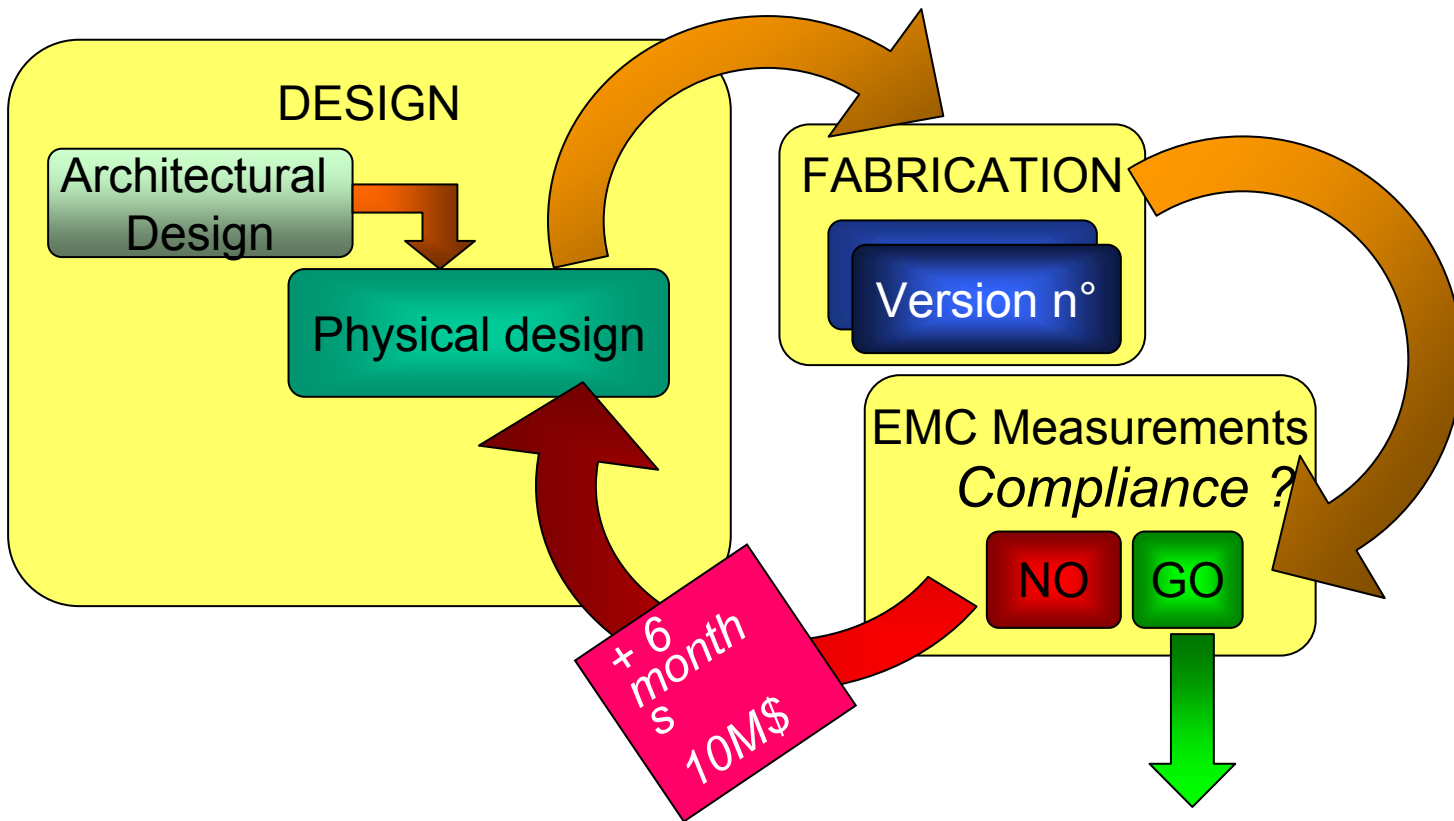 DESIGN
Architectural
Design
Physical design
FABRICATION
Version n°
EMC Measurements
Compliance ?
NO
GO
+ 6
month
s
10M$